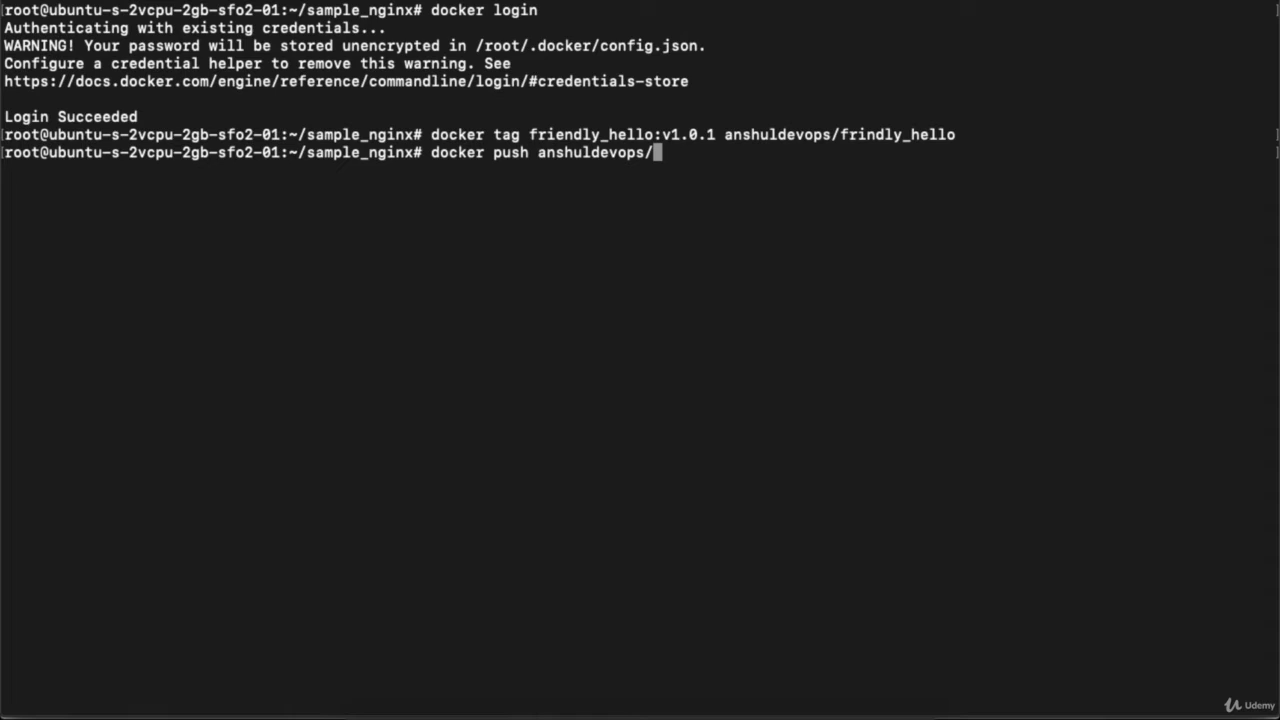 root@ubuntu-s-2vcpu-2gb-sfo2-01:~/sample_nginx# docker login
Authenticating with existing credentials...
WARNING! Your password will be stored unencrypted in /root/.docker/config.json.
Configure a credential helper to remove this warning. See
https://docs.docker.com/engine/reference/commandline/login/#credentials-store
Login Succeeded
root@ubuntu-s-2vcpu-2gb-sfo2-01:~/sample_nginx# docker tag friendly_hello:v1.0.1 anshuldevops/frindly_hello
root@ubuntu-s-2vcpu-2gb-sfo2-01:~/sample_nginx# docker push anshuldevops/
Udemy